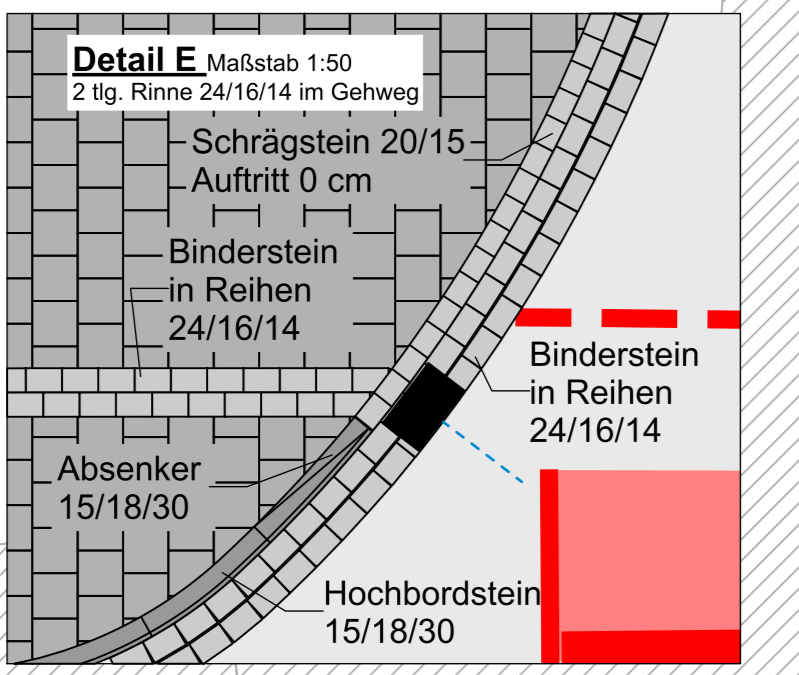 Detail E Maßstab 1:50
2 tlg. Rinne 24/16/14 im Gehweg
Schrägstein 20/15
Auftritt 0 cm
Binderstein
in Reihen
24/16/14
Binderstein
in Reihen
24/16/14
Absenker
15/18/30
Hochbordstein
15/18/30